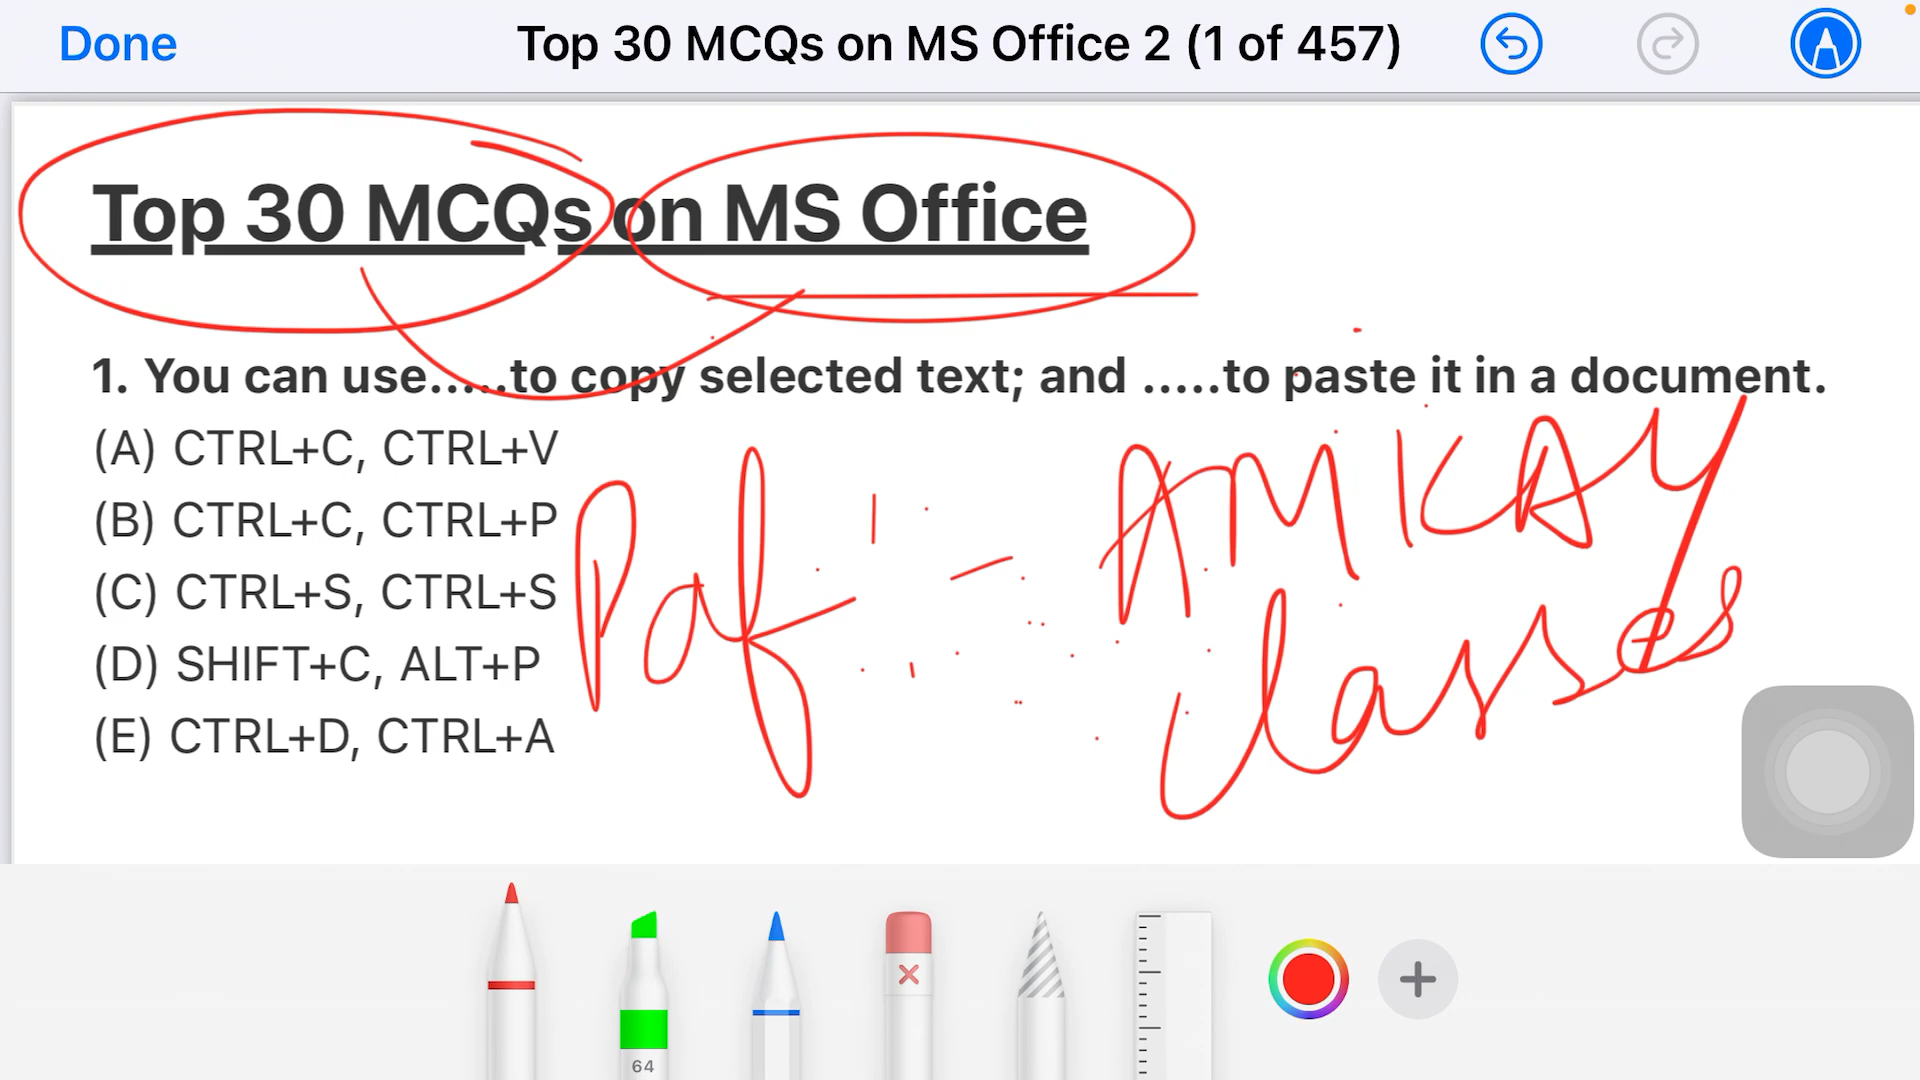 Done
Top 30 MCQs on MS Office 2 (1 of 457)
Top 30 MCQs on MS Office
1. You can use.....to copy selected text; and .....to paste it in a document.
(A) CTRL+C, CTRL+V
(B) CTRL+C, CTRL+P
(C) CTRL+S, CTRL+S
(D) SHIFT+C, ALT+P
(E) CTRL+D, CTRL+A
Pdf :- AMKAY
classes
64